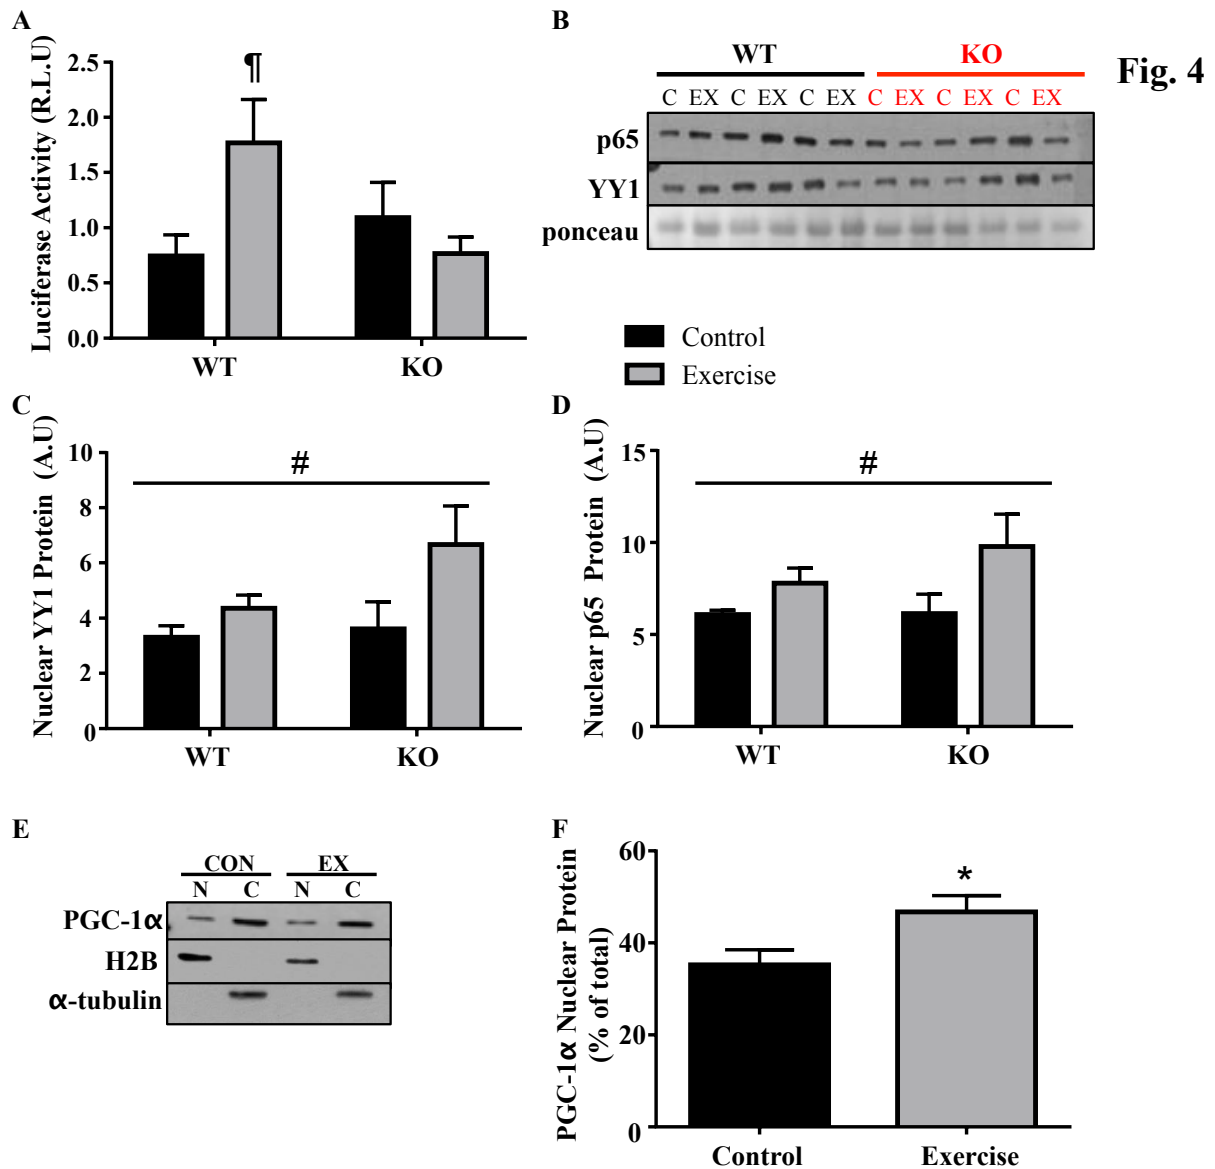 A
Luciferase Activity (R.L.U)
2.5
2.0
1.5
1.0
0.5
0.0
¶
WT
KO
B
WT
KO
Fig. 4
C EX C EX C EX C EX C EX C EX
p65
YY1
ponceau
Control
Exercise
C
Nuclear YY1 Protein (A.U)
10
8
6
4
2
0
#
WT
KO
D
Nuclear p65 Protein (A.U)
15
10
5
0
#
WT
KO
E
CON
EX
N C N C
PGC-1α
H2B
α-tubulin
F
PGC-1α Nuclear Protein
(% of total)
60
40
20
0
*
Control
Exercise